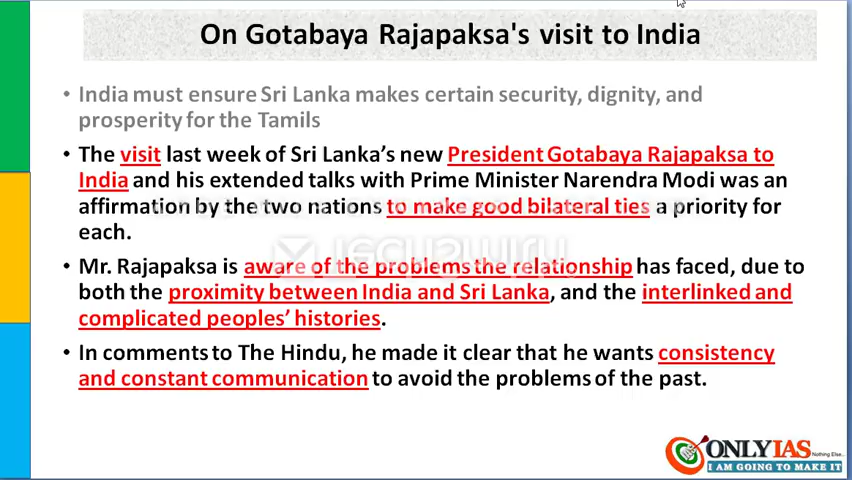 On Gotabaya Rajapaksa's visit to India
• India must ensure Sri Lanka makes certain security, dignity, and
prosperity for the Tamils
• The visit last week of Sri Lanka's new President Gotabaya Rajapaksa to
India and his extended talks with Prime Minister Narendra Modi was an
affirmation by the two nations to make good bilateral ties a priority for
each.
• Mr. Rajapaksa is aware of the problems the relationship has faced, due to
both the proximity between India and Sri Lanka, and the interlinked and
complicated peoples' histories.
• In comments to The Hindu, he made it clear that he wants consistency
and constant communication to avoid the problems of the past.
ONLYIAS
Nothing Else..
I AM GOING TO MAKE IT